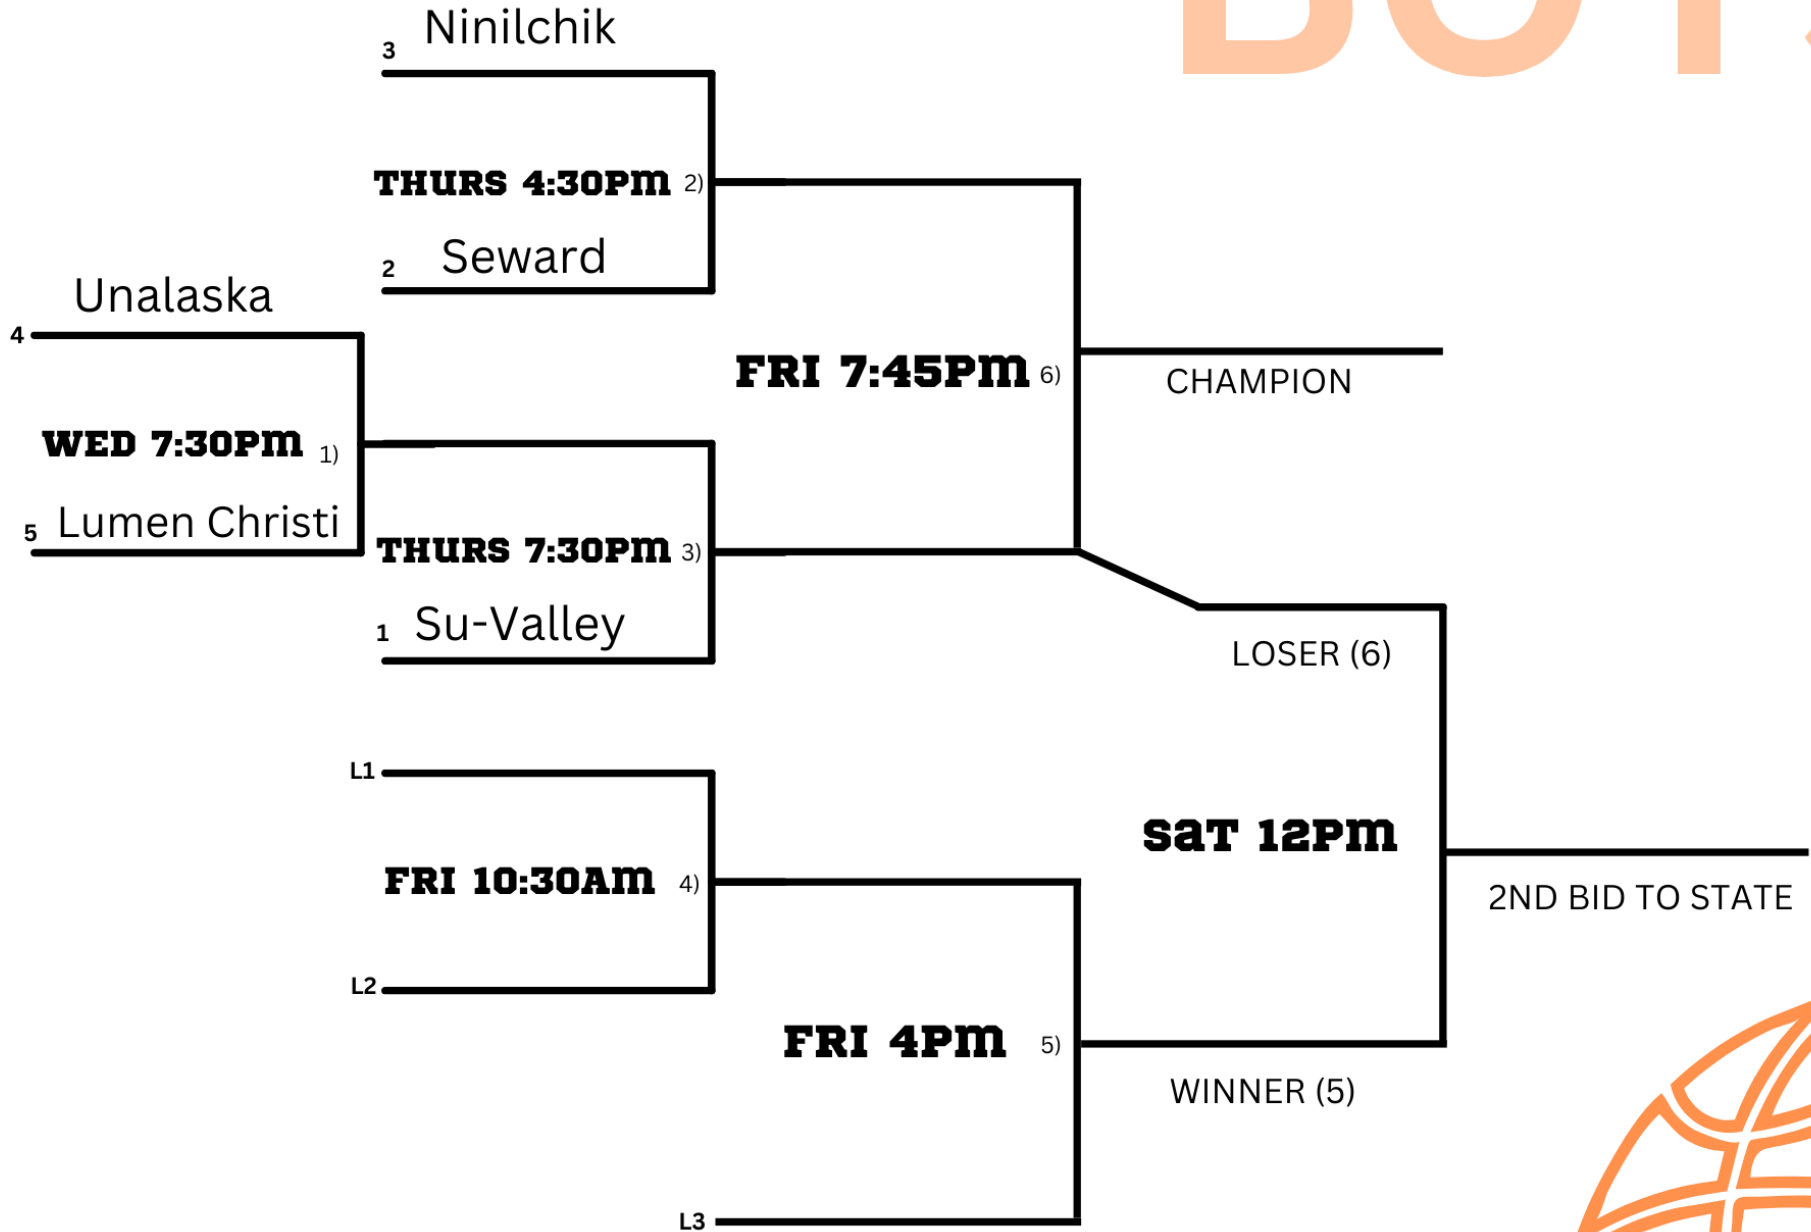 BOYS
3 Ninilchik
THURS 4:30PM 2)
2 Seward
Unalaska
4
WED 7:30PM 1)
5 Lumen Christi
THURS 7:30PM 3)
1 Su-Valley
FRI 7:45PM 6)
CHAMPION
LOSER (6)
L1
FRI 10:30AM 4)
L2
SAT 12PM
2ND BID TO STATE
FRI 4PM 5)
WINNER (5)
L3